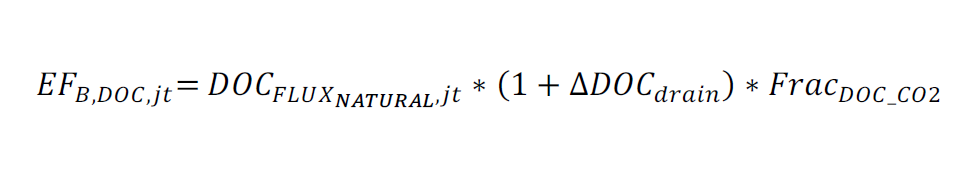 EF_{B,DOC,jt} = DOC_{FLUX_{NATURAL},jt} * (1 + ΔDOC_{drain}) * Frac_{DOC_CO2}